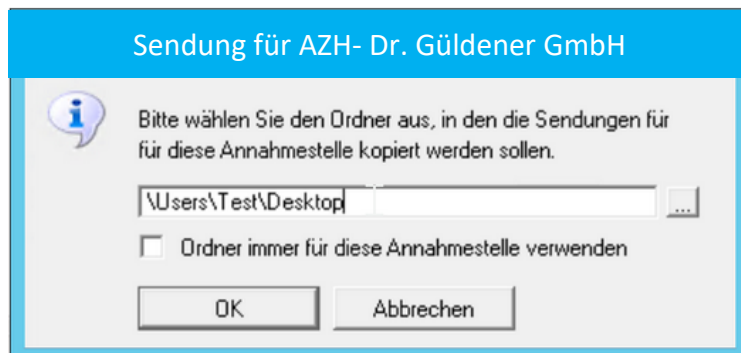 Sendung für AZH- Dr. Güldener GmbH
Bitte wählen Sie den Ordner aus, in den die Sendungen für
für diese Annahmestelle kopiert werden sollen.
\Users\Test\Desktop
...
Ordner immer für diese Annahmestelle verwenden
OK
Abbrechen